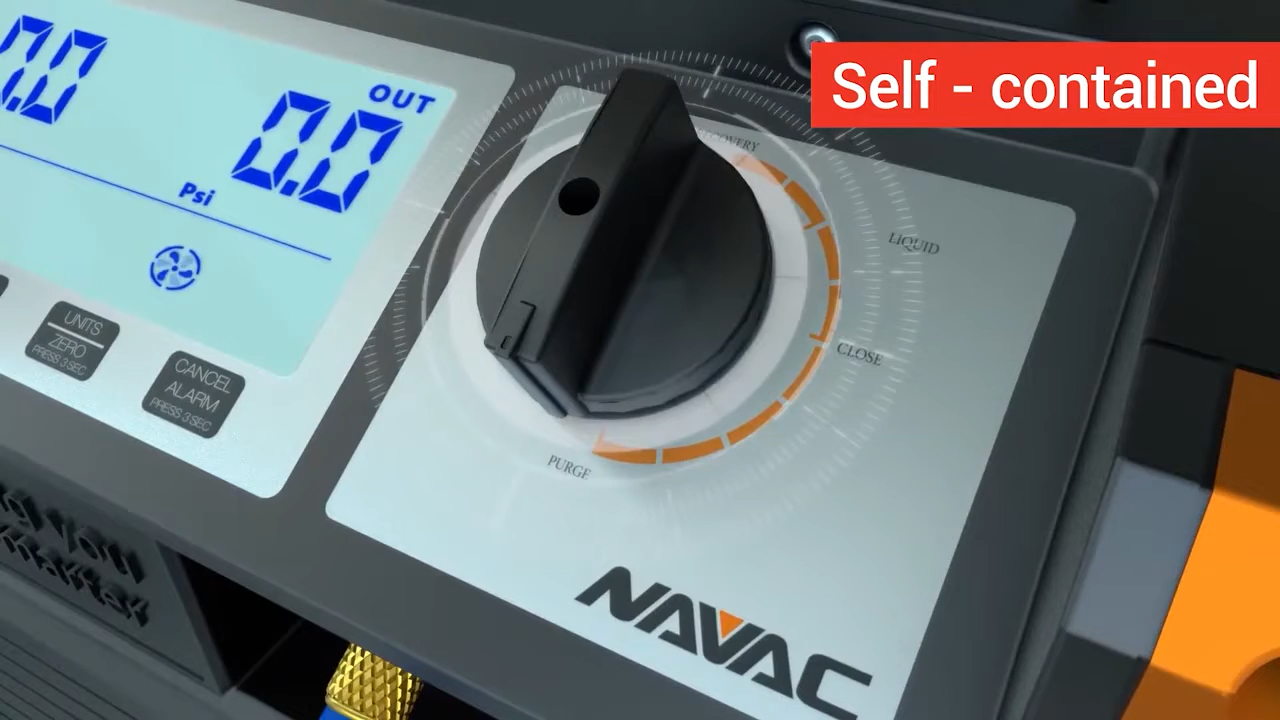 Self - contained
0.0
OUT
0.0
Psi
RECOVERY
LIQUID
CLOSE
PURGE
UNITS
ZERO
PRESS 3 SEC
CANCEL
ALARM
PRESS 3 SEC
you
NAVAC